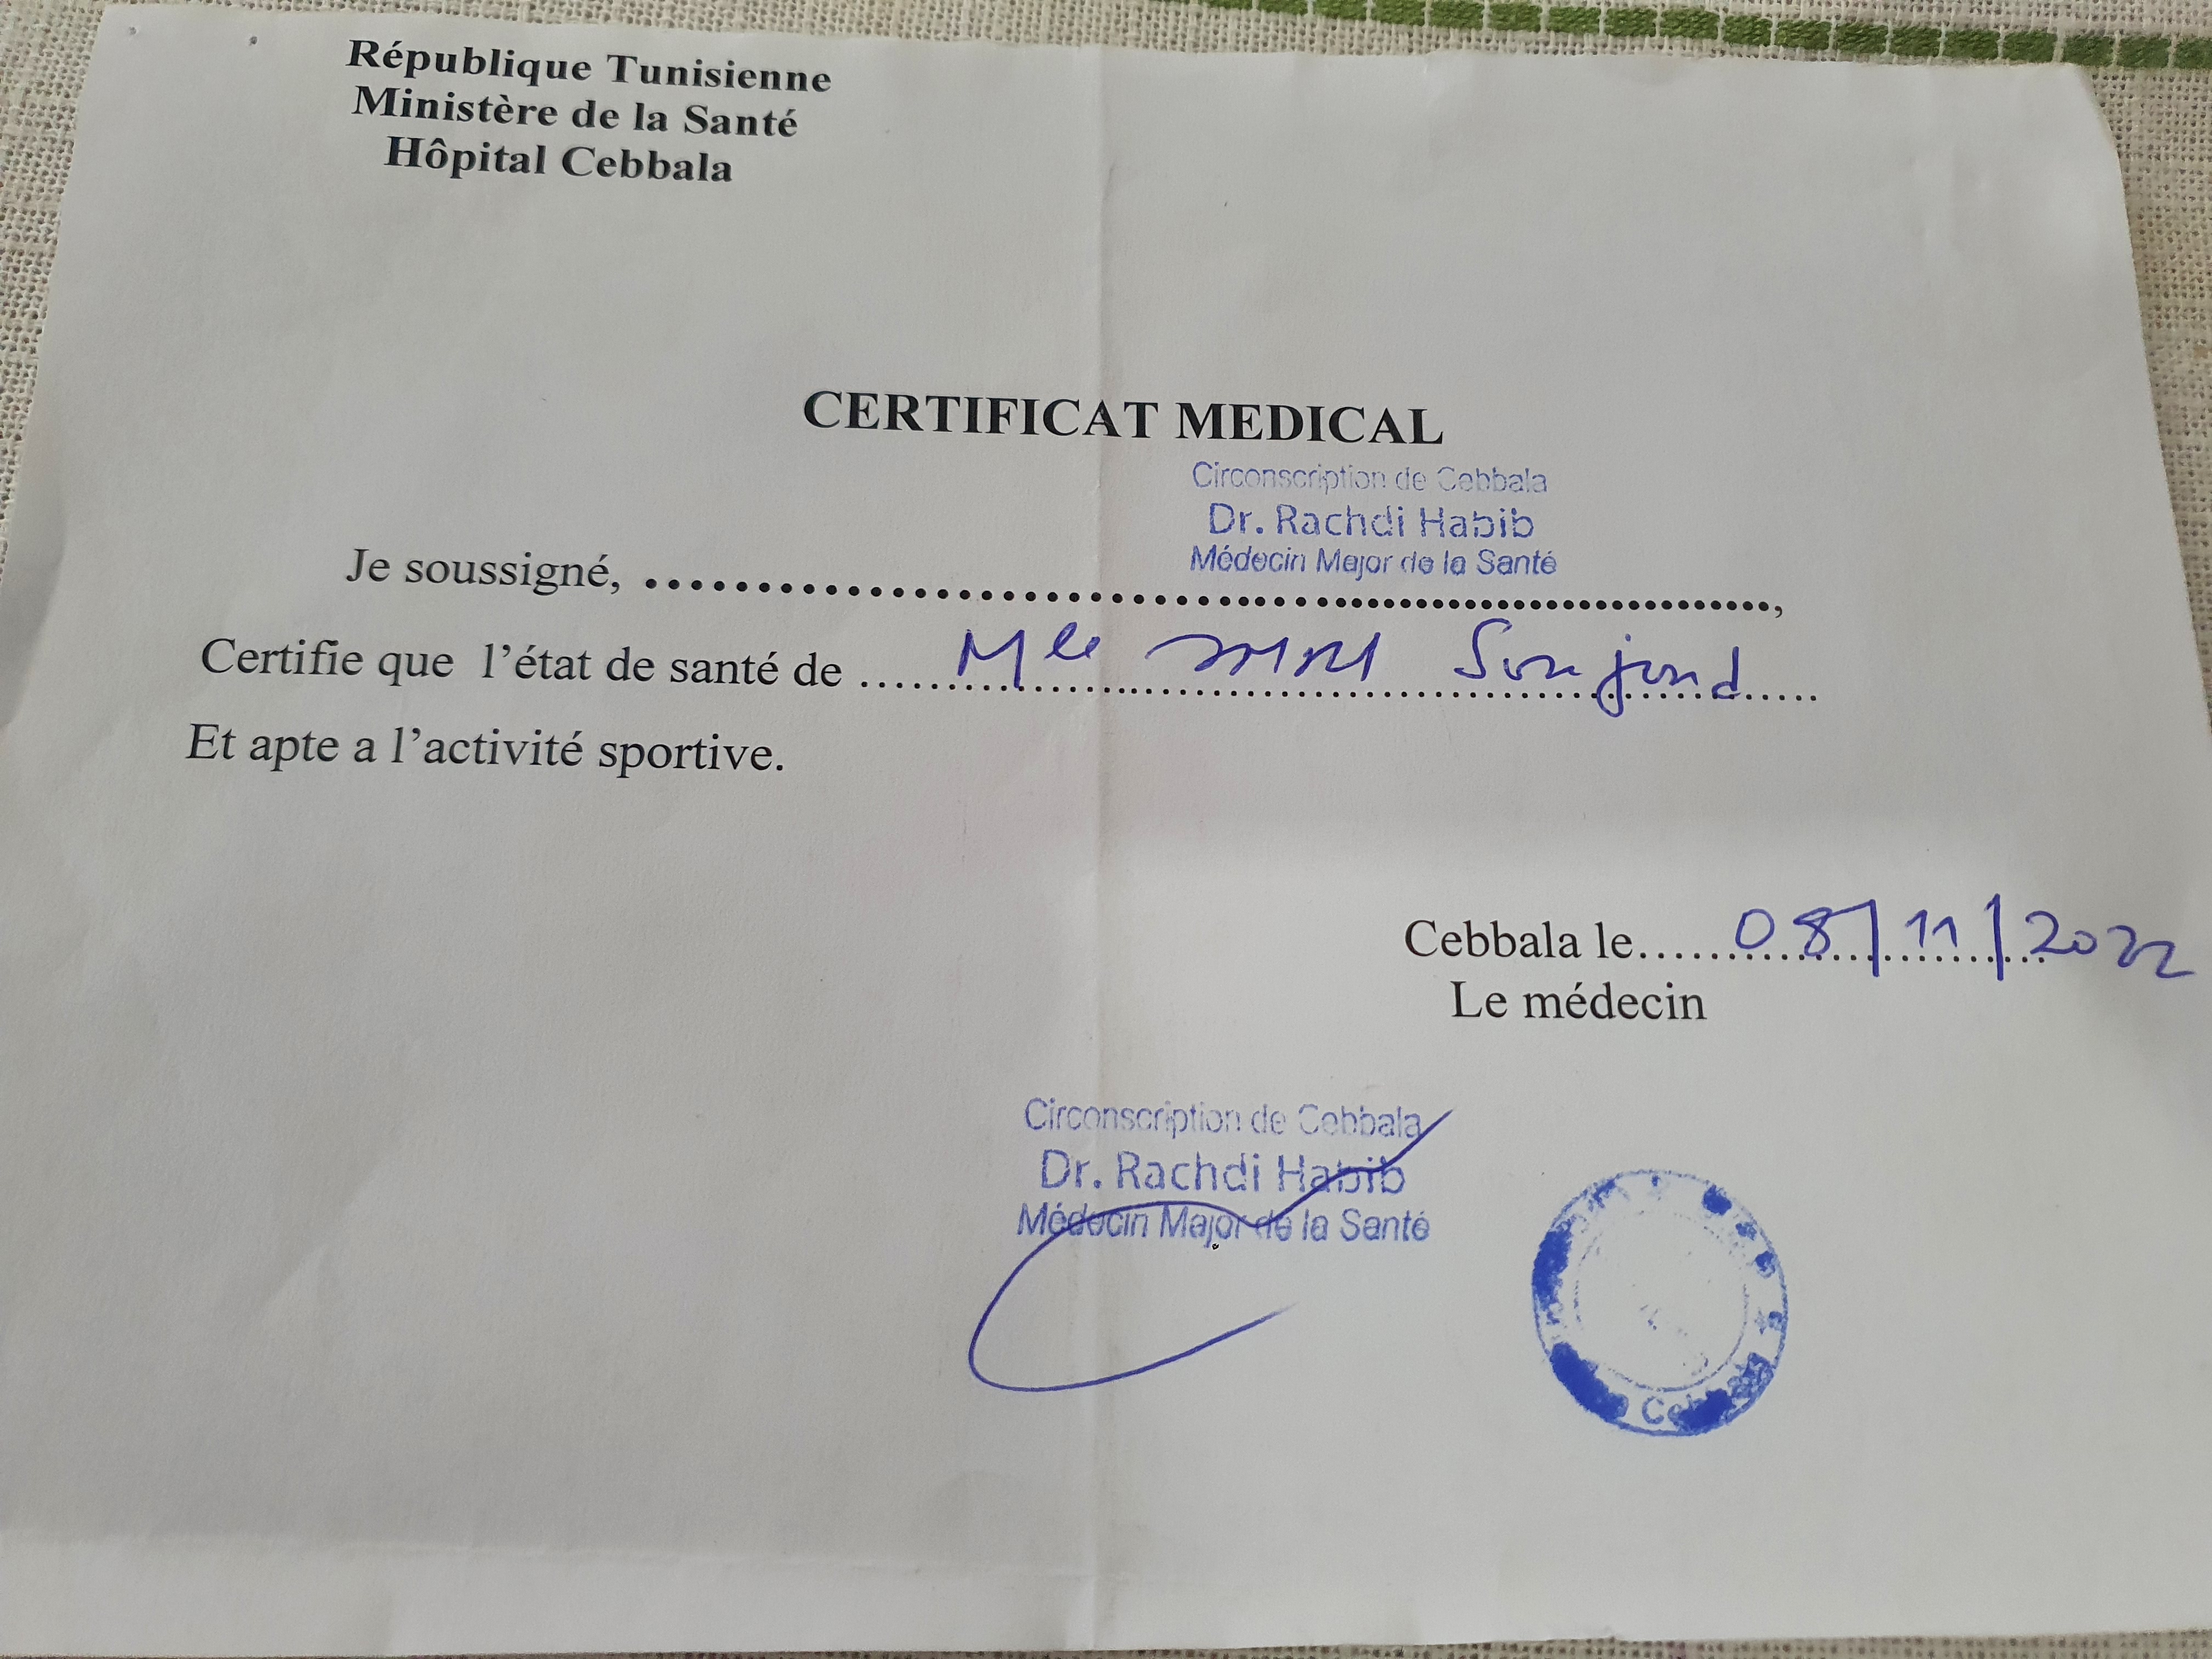 République Tunisienne
Ministère de la Santé
Hôpital Cebbala
CERTIFICAT MEDICAL
Circonscription de Cebbala
Dr. Rachdi Habib
Médecin Major de la Santé
Je soussigné, ........................................,
Certifie que l'état de santé de ..... Mlle
Et apte a l'activité sportive.
Cebbala le..... 08/11/2022
Le médecin
Circonscription de Cebbala
Dr. Rachdi Habib
Médecin Major de la Santé